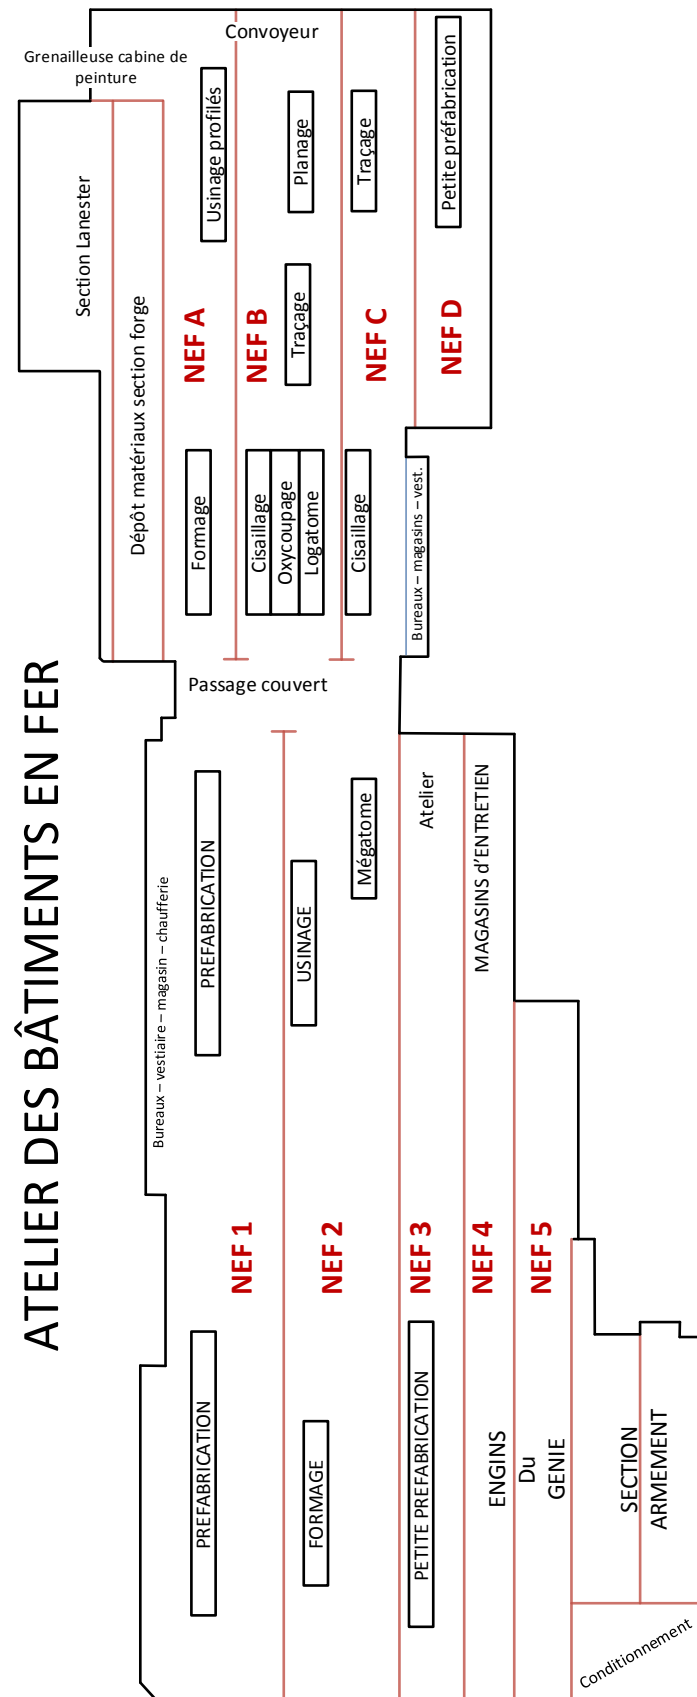 ATELIER DES BÂTIMENTS EN FER
Convoyeur
Grenailleuse cabine de
peinture
Usinage profilés
Planage
Traçage
Petite préfabrication
Section Lanester
Dépôt matériaux section forge
NEF A
NEF B
Traçage
NEF C
NEF D
Formage
Cisaillage
Oxycoupage
Logatome
Cisaillage
Bureaux – magasins – vest.
Passage couvert
Bureaux – vestiaire – magasin – chaufferie
PREFABRICATION
USINAGE
Mégatome
Atelier
MAGASINS d'ENTRETIEN
NEF 1
NEF 2
NEF 3
NEF 4
NEF 5
PREFABRICATION
FORMAGE
PETITE PREFABRICATION
ENGINS
Du
GENIE
SECTION
ARMEMENT
Conditionnement